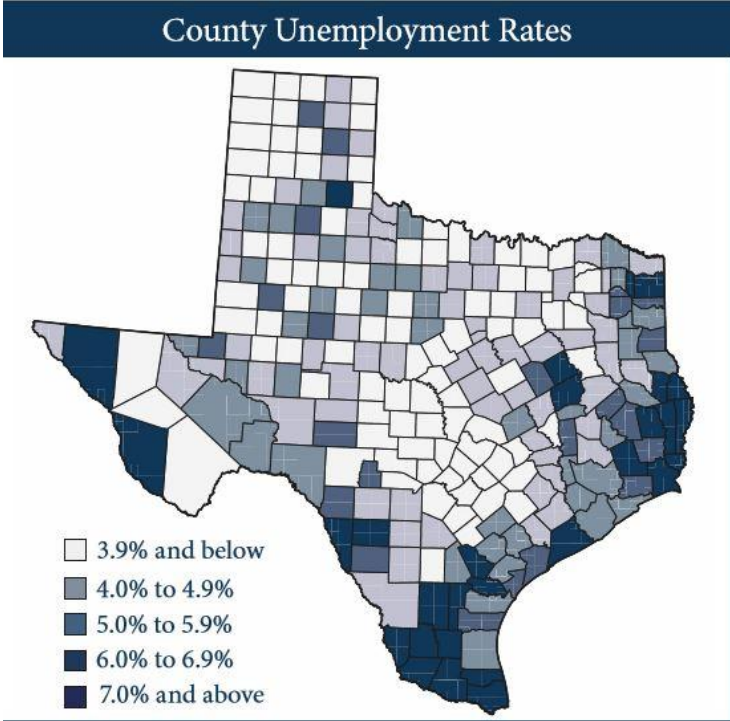 County Unemployment Rates
3.9% and below
4.0% to 4.9%
5.0% to 5.9%
6.0% to 6.9%
7.0% and above